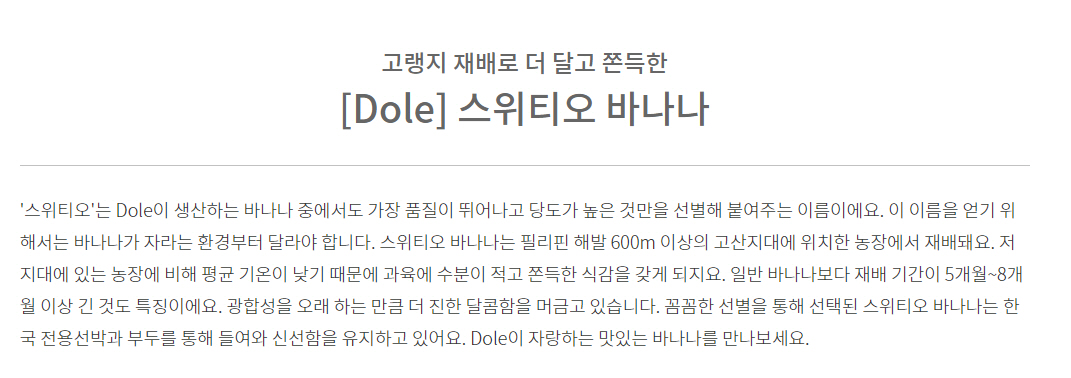 고랭지 재배로 더 달고 쫀득한
[Dole] 스위티오 바나나
'스위티오'는 Dole이 생산하는 바나나 중에서도 가장 품질이 뛰어나고 당도가 높은 것만을 선별해 붙여주는 이름이에요. 이 이름을 얻기 위
해서는 바나나가 자라는 환경부터 달라야 합니다. 스위티오 바나나는 필리핀 해발 600m 이상의 고산지대에 위치한 농장에서 재배돼요. 저
지대에 있는 농장에 비해 평균 기온이 낮기 때문에 과육에 수분이 적고 쫀득한 식감을 갖게 되지요. 일반 바나나보다 재배 기간이 5개월~8개
월 이상 긴 것도 특징이에요. 광합성을 오래 하는 만큼 더 진한 달콤함을 머금고 있습니다. 꼼꼼한 선별을 통해 선택된 스위티오 바나나는 한
국 전용선박과 부두를 통해 들여와 신선함을 유지하고 있어요. Dole이 자랑하는 맛있는 바나나를 만나보세요.